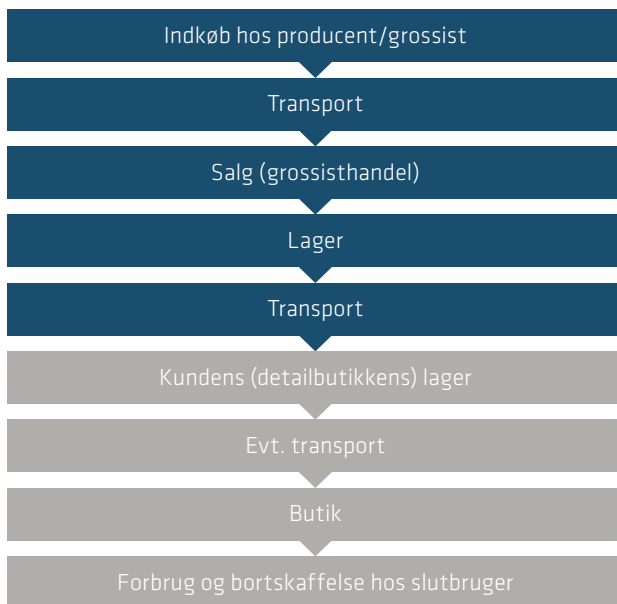 Indkøb hos producent/grossist
Transport
Salg (grossisthandel)
Lager
Transport
Kundens (detailbutikkens) lager
Evt. transport
Butik
Forbrug og bortskaffelse hos slutbruger